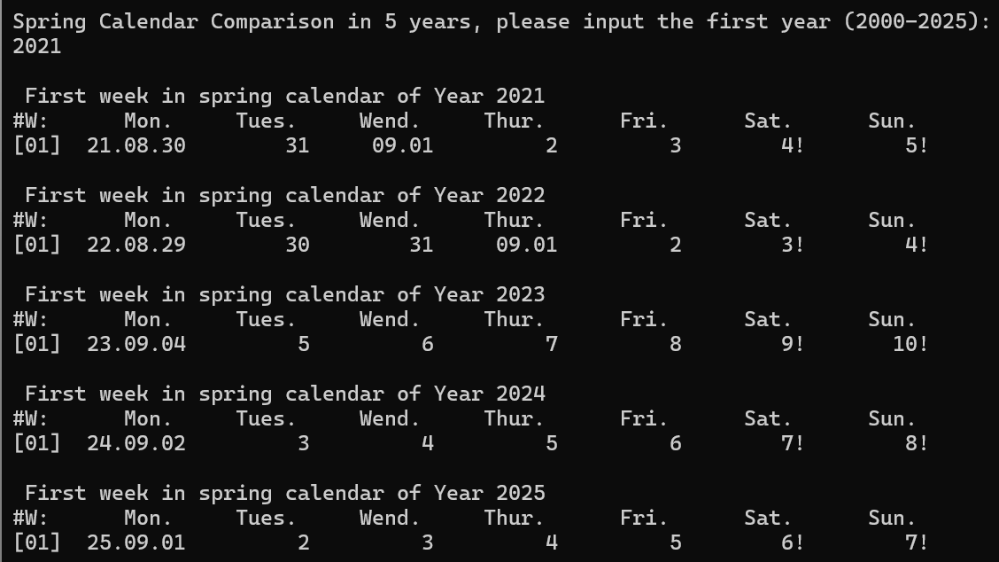 Spring Calendar Comparison in 5 years, please input the first year (2000-2025):
2021
First week in spring calendar of Year 2021
#W: Mon. Tues. Wend. Thur. Fri. Sat. Sun.
[01] 21.08.30 31 09.01 2 3 4! 5!
First week in spring calendar of Year 2022
#W: Mon. Tues. Wend. Thur. Fri. Sat. Sun.
[01] 22.08.29 30 31 09.01 2 3! 4!
First week in spring calendar of Year 2023
#W: Mon. Tues. Wend. Thur. Fri. Sat. Sun.
[01] 23.09.04 5 6 7 8 9! 10!
First week in spring calendar of Year 2024
#W: Mon. Tues. Wend. Thur. Fri. Sat. Sun.
[01] 24.09.02 3 4 5 6 7! 8!
First week in spring calendar of Year 2025
#W: Mon. Tues. Wend. Thur. Fri. Sat. Sun.
[01] 25.09.01 2 3 4 5 6! 7!